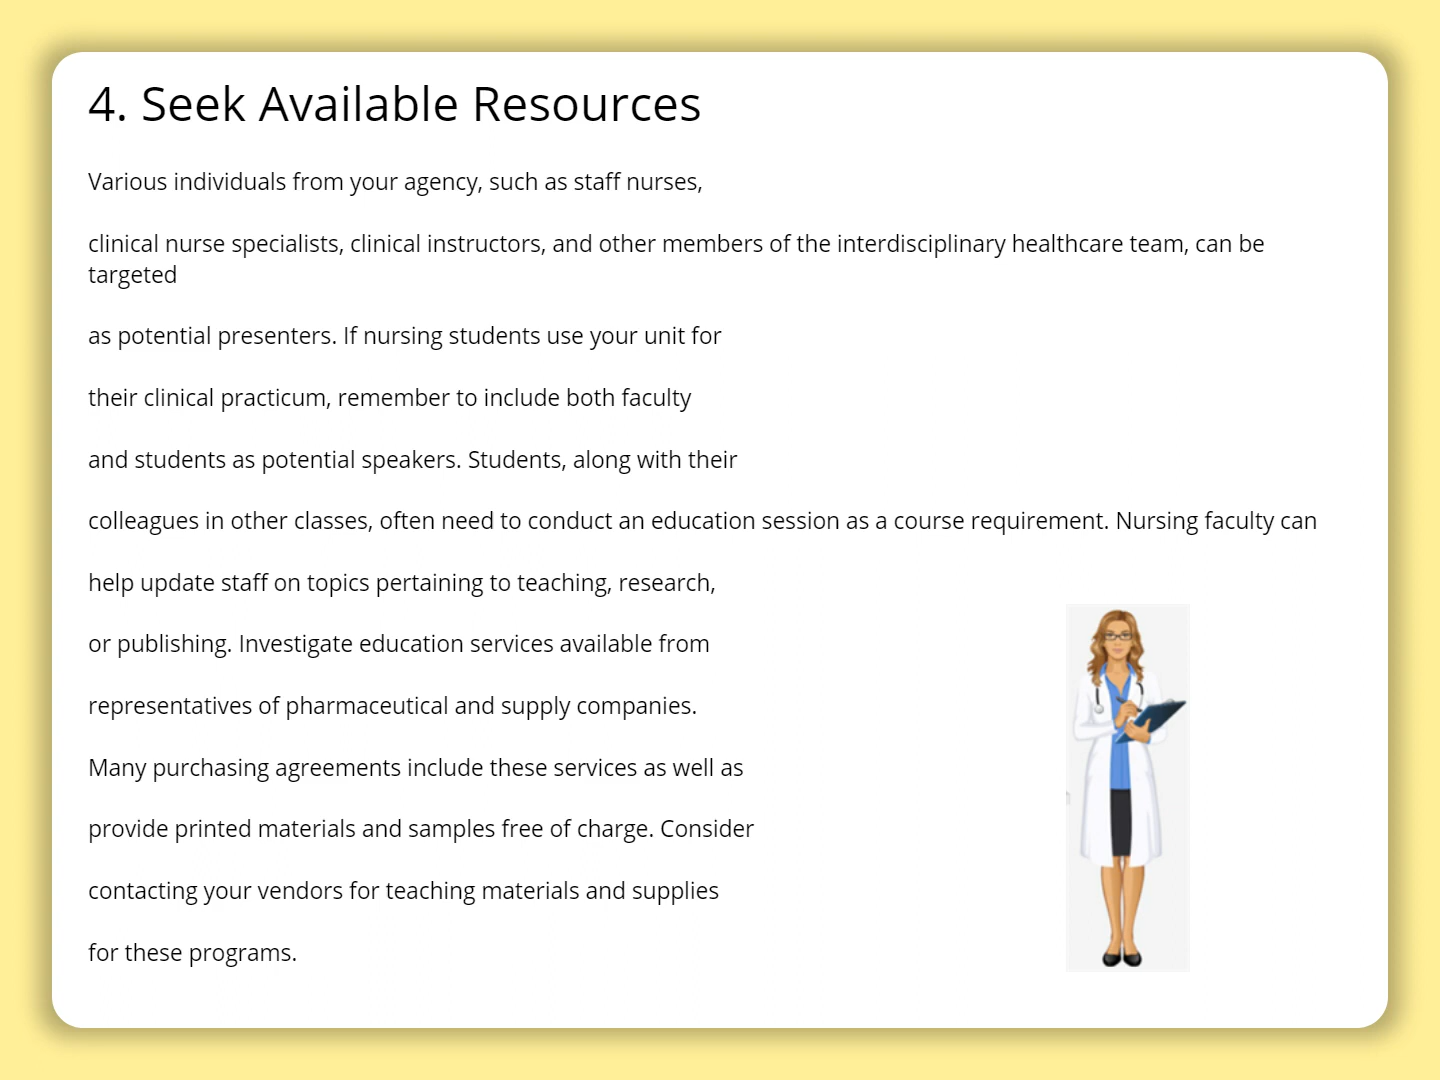 4. Seek Available Resources
Various individuals from your agency, such as staff nurses,
clinical nurse specialists, clinical instructors, and other members of the interdisciplinary healthcare team, can be
targeted
as potential presenters. If nursing students use your unit for
their clinical practicum, remember to include both faculty
and students as potential speakers. Students, along with their
colleagues in other classes, often need to conduct an education session as a course requirement. Nursing faculty can
help update staff on topics pertaining to teaching, research,
or publishing. Investigate education services available from
representatives of pharmaceutical and supply companies.
Many purchasing agreements include these services as well as
provide printed materials and samples free of charge. Consider
contacting your vendors for teaching materials and supplies
for these programs.